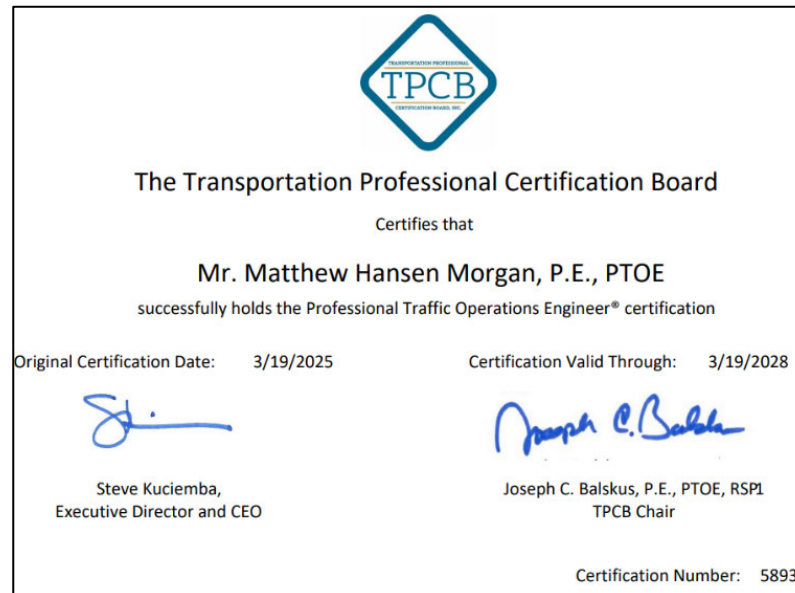 TRANSPORTATION PROFESSIONAL
TPCB
CERTIFICATION BOARD, INC.
The Transportation Professional Certification Board
Certifies that
Mr. Matthew Hansen Morgan, P.E., PTOE
successfully holds the Professional Traffic Operations Engineer® certification
Original Certification Date: 3/19/2025 Certification Valid Through: 3/19/2028
Joseph C. Balskus
Steve Kuciemba, Joseph C. Balskus, P.E., PTOE, RSP1
Executive Director and CEO TPCB Chair
Certification Number: 5893